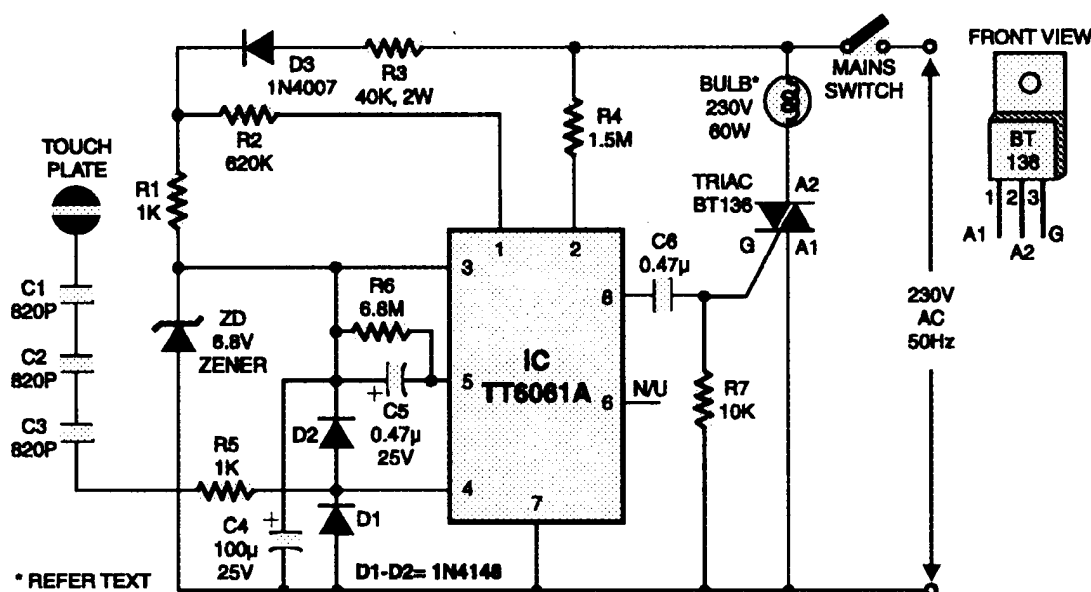 D3
1N4007
R3
40K, 2W
R2
620K
R4
1.5M
BULB*
230V
60W
MAINS
SWITCH
FRONT VIEW
BT
136
1 2 3
A1
A2
G
TOUCH
PLATE
R1
1K
TRIAC
BT136
A2
G
A1
C6
0.47µ
1
2
3
8
R6
6.8M
C1
820P
C2
820P
C3
820P
ZD
6.8V
ZENER
IC
TT6061A
5
6
N/U
C5
0.47µ
25V
+
D2
R7
10K
230V
AC
50Hz
R5
1K
4
7
D1
+
C4
100µ
25V
D1-D2= 1N4148
* REFER TEXT